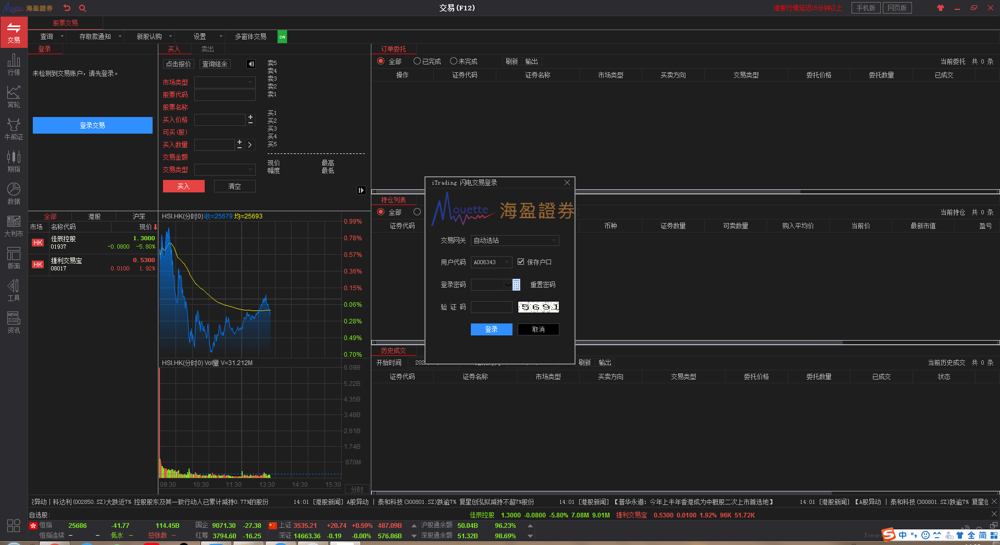 Mouette 海盈證券
交易(F12)
港股行情延迟15分钟以上
手机版 网页版
交易
行情
窝轮
牛熊证
期指
数据
大利市
版面
工具
NEW
资讯
股票交易
查询 存取款通知 新股认购 设置 多窗体交易 ON
登录
未检测到交易账户，请先登录。
登录交易
买入 卖出
点击报价 查询结余
市场类型
股票代码
股票名称
买入价格
可买(股)
买入数量
交易金额
交易类型
买入 清空
卖5
卖4
卖3
卖2
卖1
买1
买2
买3
买4
买5
现价 最高
幅度 最低
订单委托
全部 已完成 未完成 刷新 输出 当前委托 共 0 条
操作 证券代码 证券名称 市场类型 买卖方向 交易类型 委托价格 委托数量 已成交
持仓列表
全部 当前持仓 共 0 条
证券代码 币种 证券数量 可卖数量 购入平均价 当前价 最新市值 盈亏
历史成交
开始时间 刷新 输出 当前历史成交 共 0 条
证券代码 证券名称 市场类型 买卖方向 交易类型 委托价格 委托数量 已成交 状态
iTrading 闪电交易登录
Mouette 海盈證券
交易网关 自动选站
用户代码 A006343 保存户口
登录密码 重置密码
验 证 码 5691
登录 取消
全部 港股 沪深
市场 名称代码 现价
HK 佳辰控股 1.3000
01937 -0.0800 -5.80%
HK 捷利交易宝 0.5300
08017 0.0100 1.92%
HSI.HK(分时0) 收=25679 均=25693
0.99%
0.78%
0.57%
0.36%
0.15%
0.06%
0.28%
0.49%
0.70%
HSI.HK(分时0) Vol量 V=31.212M
6.09B
5.22B
4.35B
3.48B
2.61B
1.74B
870M
09:30 10:30 11:30 13:30 14:30 15:30
分时
异动 | 科达利(002850.SZ)大跌近7% 控股股东及其一致行动人已累计减持0.77%的股份 14:01 [港股新闻] A股异动 | 泰和科技(300801.SZ)跌逾7% 复星创泓拟减持不超7%股份 14:01 [港股新闻] 【普华永道：今年上半年香港成为中概股二次上市首选地】 14:01 [港股新闻] 【A股异动 | 泰和科技(300801.SZ)跌逾7% 复星
自选股: 佳辰控股 1.3000 -0.0800 -5.80% 7.08M 9.01M 捷利交易宝 0.5300 0.0100 1.92% 96K 51.72K
恒指 25686 -41.77 114.45B 国企 9071.30 -27.38 上证 3535.21 +20.74 +0.59% 487.09B 沪股通余额 50.04B 96.23%
恒指连续 — — 低水 — 总张数 — 红筹 3794.60 -16.25 深证 14663.36 -0.19 -0.00% 576.86B 深股通余额 51.32B 98.69%
中 全 简